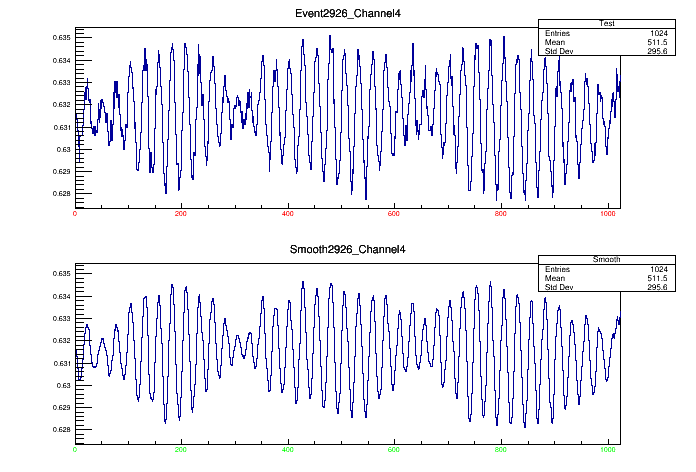 Event2926_Channel4
Test
Entries 1024
Mean 511.5
Std Dev 295.6
0.635
0.634
0.633
0.632
0.631
0.63
0.629
0.628
0 200 400 600 800 1000
Smooth2926_Channel4
Smooth
Entries 1024
Mean 511.5
Std Dev 295.6
0.635
0.634
0.633
0.632
0.631
0.63
0.629
0.628
0 200 400 600 800 1000